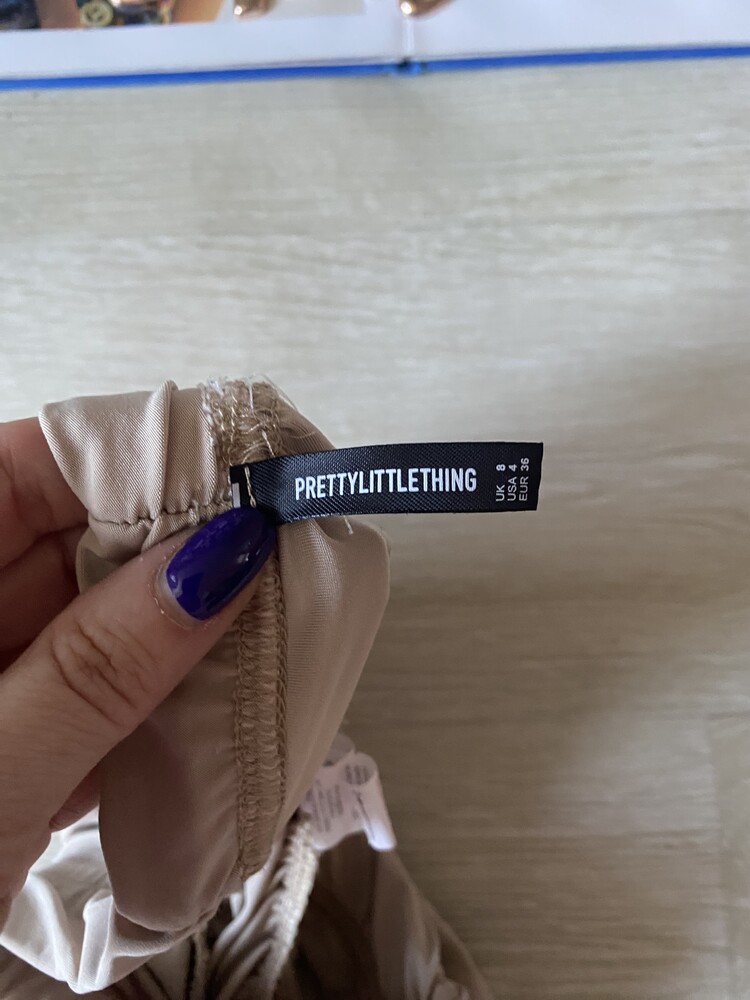 PRETTYLITTLETHING
UK 8
USA 4
EUR 36